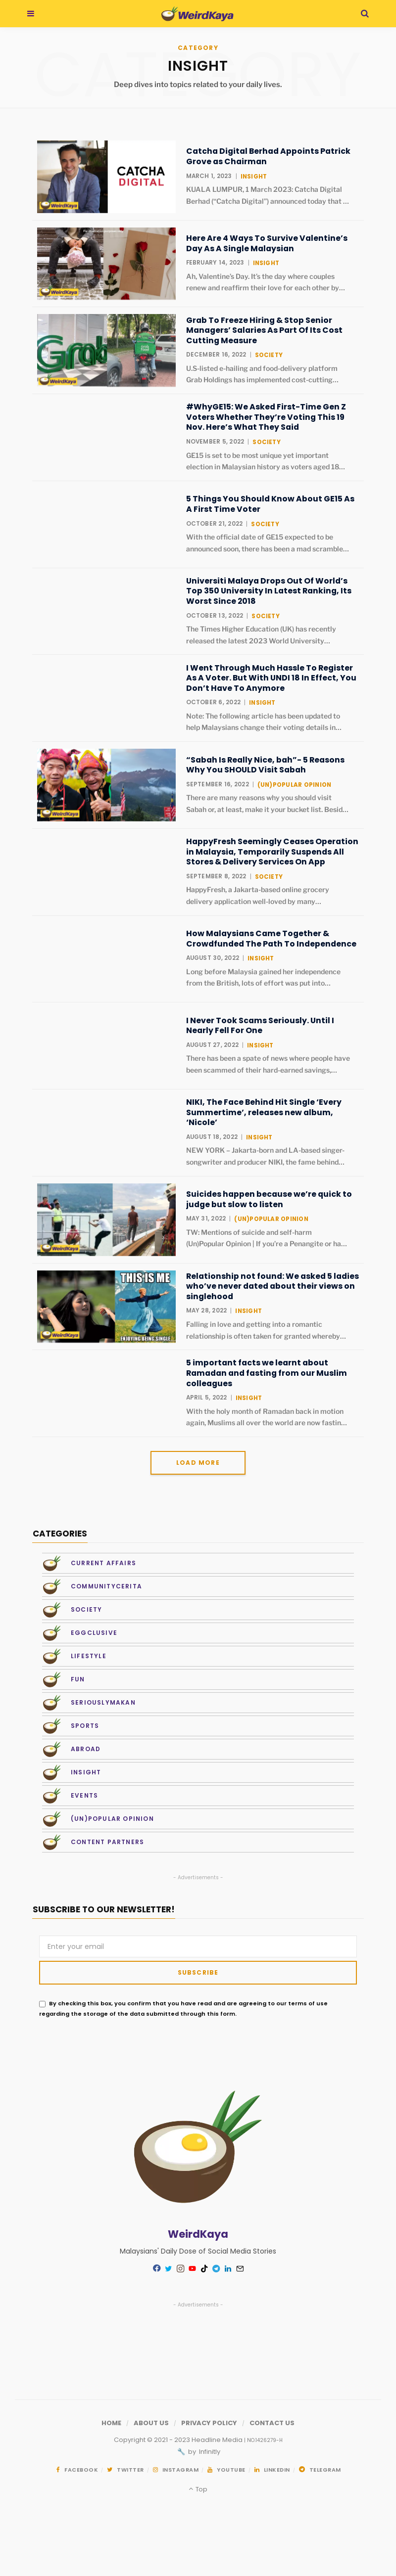 WeirdKaya
CATEGORY
CATEGORY
INSIGHT
Deep dives into topics related to your daily lives.
CATCHA
DIGITAL
WeirdKaya
Catcha Digital Berhad Appoints Patrick
Grove as Chairman
MARCH 1, 2023 | INSIGHT
KUALA LUMPUR, 1 March 2023: Catcha Digital
Berhad (“Catcha Digital”) announced today that ...
WeirdKaya
Here Are 4 Ways To Survive Valentine’s
Day As A Single Malaysian
FEBRUARY 14, 2023 | INSIGHT
Ah, Valentine’s Day. It’s the day where couples
renew and reaffirm their love for each other by...
Grab
WeirdKaya
Grab To Freeze Hiring & Stop Senior
Managers’ Salaries As Part Of Its Cost
Cutting Measure
DECEMBER 16, 2022 | SOCIETY
U.S-listed e-hailing and food-delivery platform
Grab Holdings has implemented cost-cutting...
#WhyGE15: We Asked First-Time Gen Z
Voters Whether They’re Voting This 19
Nov. Here’s What They Said
NOVEMBER 5, 2022 | SOCIETY
GE15 is set to be most unique yet important
election in Malaysian history as voters aged 18...
5 Things You Should Know About GE15 As
A First Time Voter
OCTOBER 21, 2022 | SOCIETY
With the official date of GE15 expected to be
announced soon, there has been a mad scramble...
Universiti Malaya Drops Out Of World’s
Top 350 University In Latest Ranking, Its
Worst Since 2018
OCTOBER 13, 2022 | SOCIETY
The Times Higher Education (UK) has recently
released the latest 2023 World University...
I Went Through Much Hassle To Register
As A Voter. But With UNDI 18 In Effect, You
Don’t Have To Anymore
OCTOBER 6, 2022 | INSIGHT
Note: The following article has been updated to
help Malaysians change their voting details in...
WeirdKaya
“Sabah Is Really Nice, bah”- 5 Reasons
Why You SHOULD Visit Sabah
SEPTEMBER 16, 2022 | (UN)POPULAR OPINION
There are many reasons why you should visit
Sabah or, at least, make it your bucket list. Besid...
HappyFresh Seemingly Ceases Operation
in Malaysia, Temporarily Suspends All
Stores & Delivery Services On App
SEPTEMBER 8, 2022 | SOCIETY
HappyFresh, a Jakarta-based online grocery
delivery application well-loved by many...
How Malaysians Came Together &
Crowdfunded The Path To Independence
AUGUST 30, 2022 | INSIGHT
Long before Malaysia gained her independence
from the British, lots of effort was put into...
I Never Took Scams Seriously. Until I
Nearly Fell For One
AUGUST 27, 2022 | INSIGHT
There has been a spate of news where people have
been scammed of their hard-earned savings,...
NIKI, The Face Behind Hit Single ‘Every
Summertime’, releases new album,
‘Nicole’
AUGUST 18, 2022 | INSIGHT
NEW YORK – Jakarta-born and LA-based singer-
songwriter and producer NIKI, the fame behind...
WeirdKaya
Suicides happen because we’re quick to
judge but slow to listen
MAY 31, 2022 | (UN)POPULAR OPINION
TW: Mentions of suicide and self-harm
(Un)Popular Opinion | If you’re a Penangite or ha...
THIS IS ME
ENJOYING BEING SINGLE
WeirdKaya
Relationship not found: We asked 5 ladies
who’ve never dated about their views on
singlehood
MAY 28, 2022 | INSIGHT
Falling in love and getting into a romantic
relationship is often taken for granted whereby...
5 important facts we learnt about
Ramadan and fasting from our Muslim
colleagues
APRIL 5, 2022 | INSIGHT
With the holy month of Ramadan back in motion
again, Muslims all over the world are now fastin...
LOAD MORE
CATEGORIES
CURRENT AFFAIRS
COMMUNITYCERITA
SOCIETY
EGGCLUSIVE
LIFESTYLE
FUN
SERIOUSLYMAKAN
SPORTS
ABROAD
INSIGHT
EVENTS
(UN)POPULAR OPINION
CONTENT PARTNERS
- Advertisements -
SUBSCRIBE TO OUR NEWSLETTER!
Enter your email
SUBSCRIBE
By checking this box, you confirm that you have read and are agreeing to our terms of use
regarding the storage of the data submitted through this form.
WeirdKaya
Malaysians' Daily Dose of Social Media Stories
- Advertisements -
HOME / ABOUT US / PRIVACY POLICY / CONTACT US
Copyright © 2021 - 2023 Headline Media | NO1426279-H
by Infinitly
FACEBOOK | TWITTER | INSTAGRAM | YOUTUBE | LINKEDIN | TELEGRAM
Top